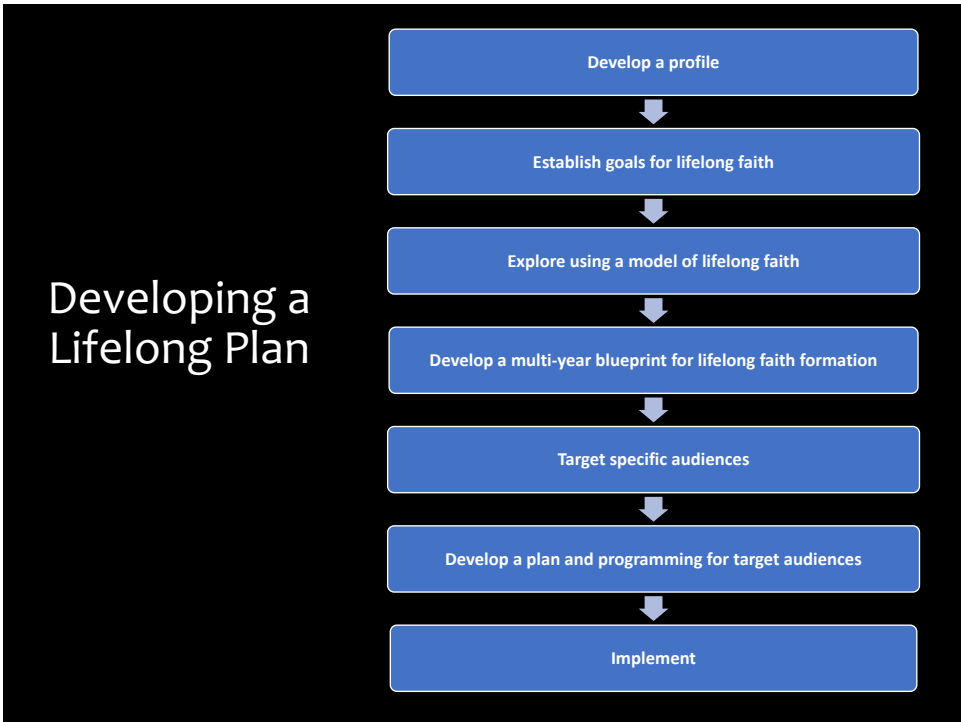 Developing a
Lifelong Plan
Develop a profile
Establish goals for lifelong faith
Explore using a model of lifelong faith
Develop a multi-year blueprint for lifelong faith formation
Target specific audiences
Develop a plan and programming for target audiences
Implement